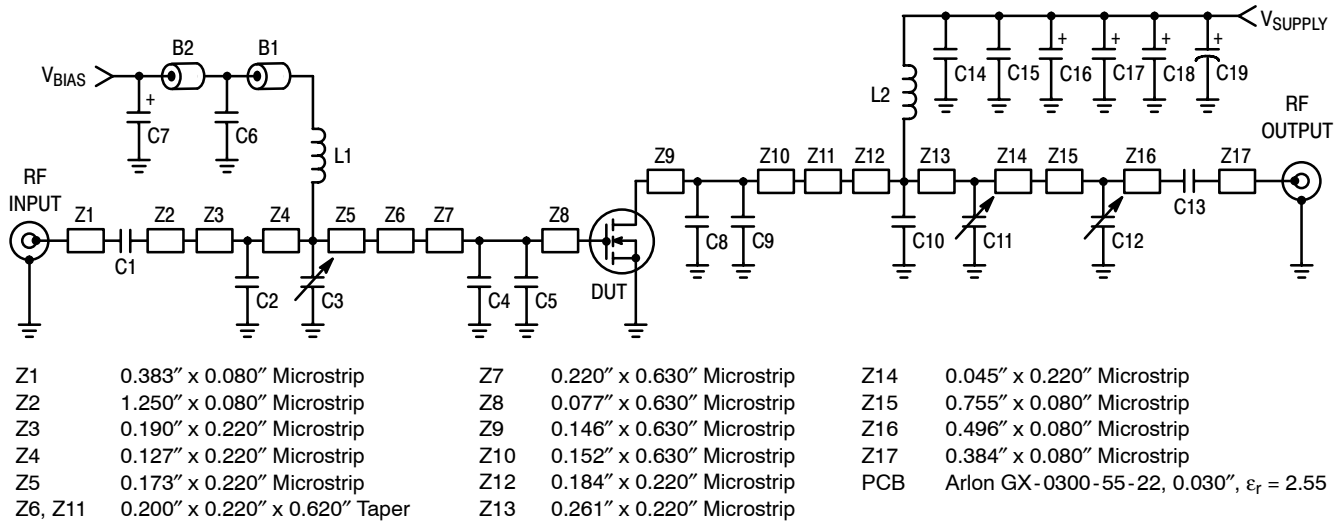 V_SUPPLY
B2
B1
V_BIAS
+
C7
C6
L1
C14
C15
+
C16
+
C17
+
C18
+
C19
L2
RF
OUTPUT
RF
INPUT
Z9
Z10
Z11
Z12
Z13
Z14
Z15
Z16
Z17
C13
Z1
C1
Z2
Z3
Z4
Z5
Z6
Z7
Z8
C8
C9
C10
C11
C12
C2
C3
C4
C5
DUT
Z1 0.383″ x 0.080″ Microstrip
Z2 1.250″ x 0.080″ Microstrip
Z3 0.190″ x 0.220″ Microstrip
Z4 0.127″ x 0.220″ Microstrip
Z5 0.173″ x 0.220″ Microstrip
Z6, Z11 0.200″ x 0.220″ x 0.620″ Taper
Z7 0.220″ x 0.630″ Microstrip
Z8 0.077″ x 0.630″ Microstrip
Z9 0.146″ x 0.630″ Microstrip
Z10 0.152″ x 0.630″ Microstrip
Z12 0.184″ x 0.220″ Microstrip
Z13 0.261″ x 0.220″ Microstrip
Z14 0.045″ x 0.220″ Microstrip
Z15 0.755″ x 0.080″ Microstrip
Z16 0.496″ x 0.080″ Microstrip
Z17 0.384″ x 0.080″ Microstrip
PCB Arlon GX-0300-55-22, 0.030″, εr = 2.55